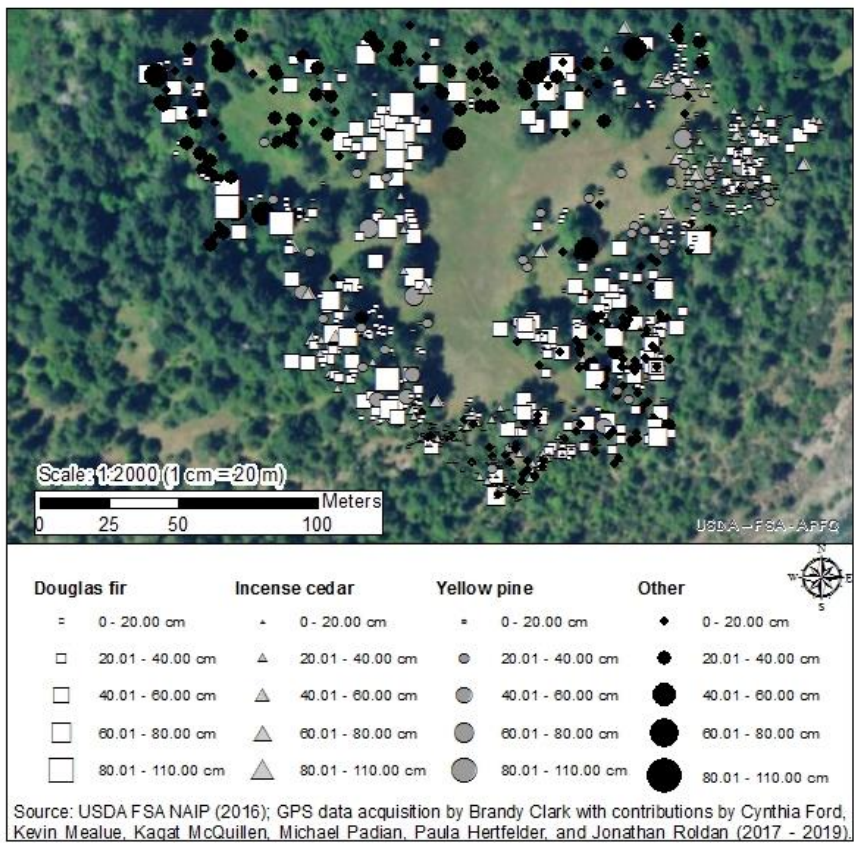 Scale: 1:2000 (1 cm = 20 m)
Meters
0 25 50 100
USDA-FSA-APFO
N
W E
S
Douglas fir Incense cedar Yellow pine Other
0 - 20.00 cm 0 - 20.00 cm 0 - 20.00 cm 0 - 20.00 cm
20.01 - 40.00 cm 20.01 - 40.00 cm 20.01 - 40.00 cm 20.01 - 40.00 cm
40.01 - 60.00 cm 40.01 - 60.00 cm 40.01 - 60.00 cm 40.01 - 60.00 cm
60.01 - 80.00 cm 60.01 - 80.00 cm 60.01 - 80.00 cm 60.01 - 80.00 cm
80.01 - 110.00 cm 80.01 - 110.00 cm 80.01 - 110.00 cm 80.01 - 110.00 cm
Source: USDA FSA NAIP (2016); GPS data acquisition by Brandy Clark with contributions by Cynthia Ford,
Kevin Mealue, Kagat McQuillen, Michael Padian, Paula Hertfelder, and Jonathan Roldan (2017 - 2019).